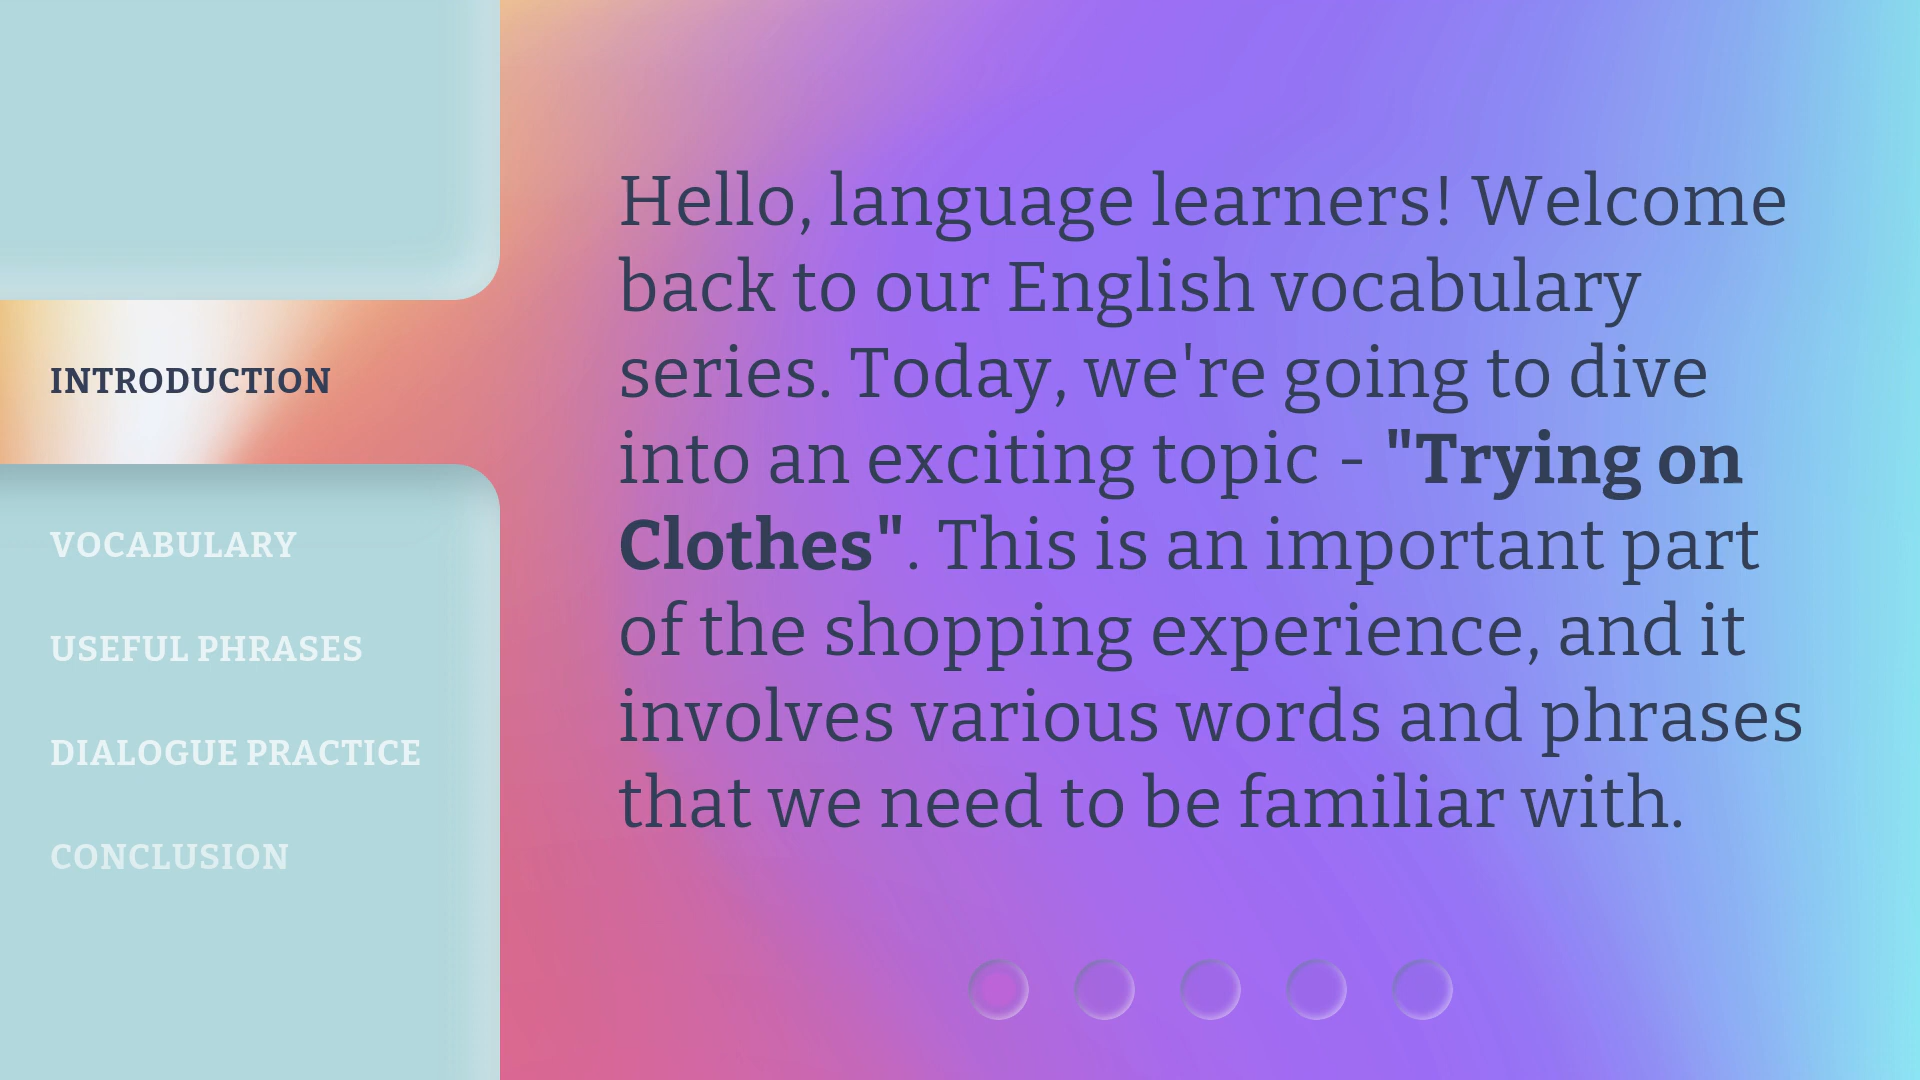 INTRODUCTION
VOCABULARY
USEFUL PHRASES
DIALOGUE PRACTICE
CONCLUSION
Hello, language learners! Welcome
back to our English vocabulary
series. Today, we're going to dive
into an exciting topic - "Trying on
Clothes". This is an important part
of the shopping experience, and it
involves various words and phrases
that we need to be familiar with.